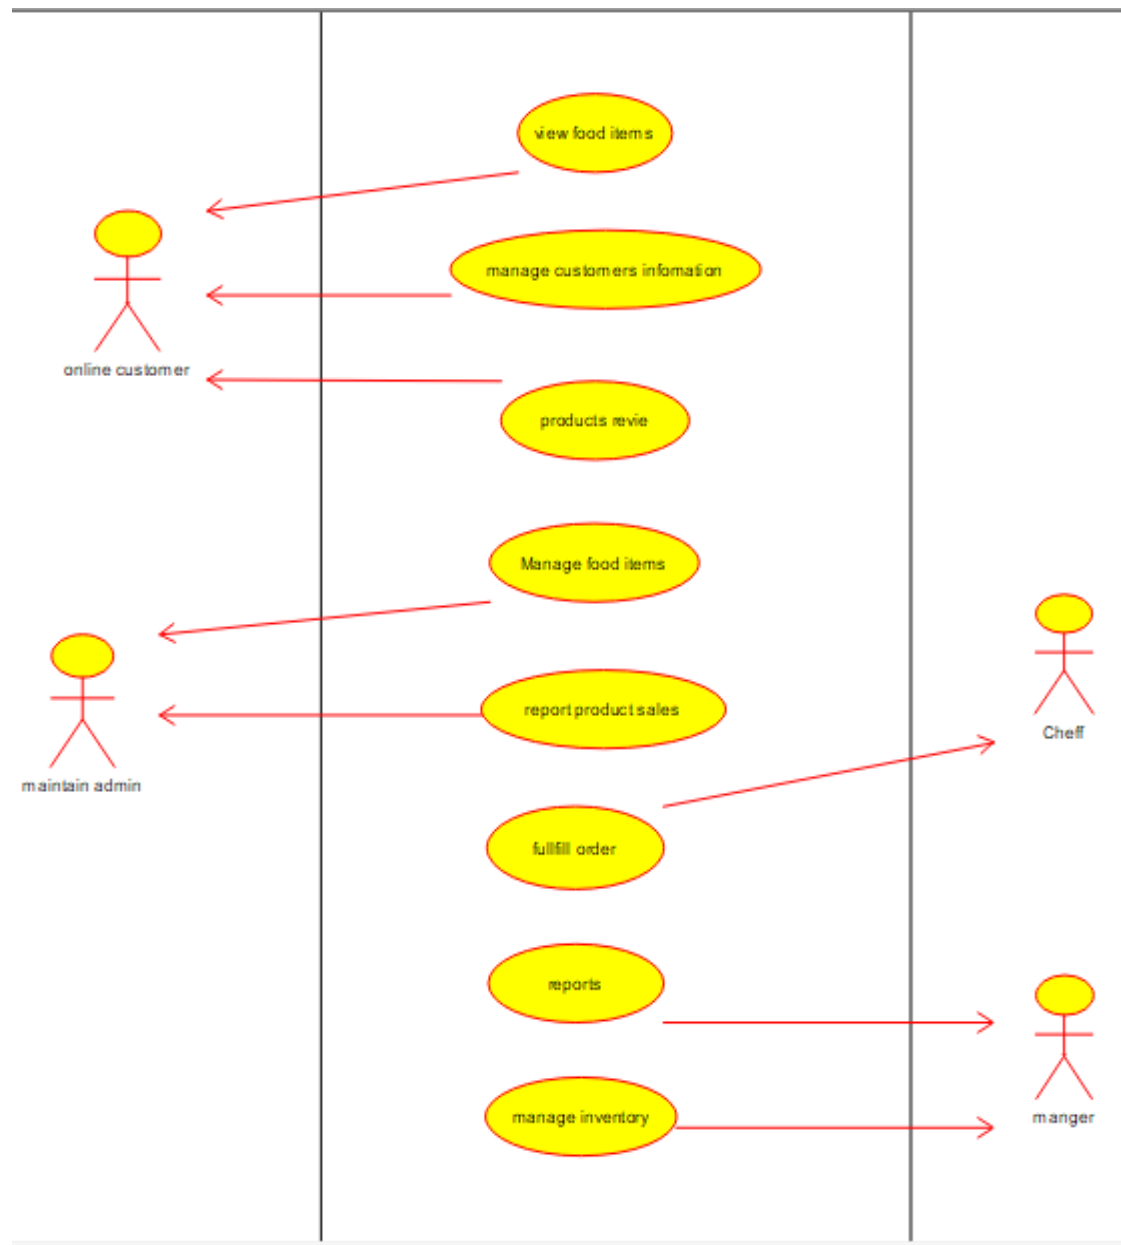 view food items
manage customers infomation
online customer
products revie
Manage food items
report product sales
Cheff
maintain admin
fullfill order
reports
manage inventory
manger